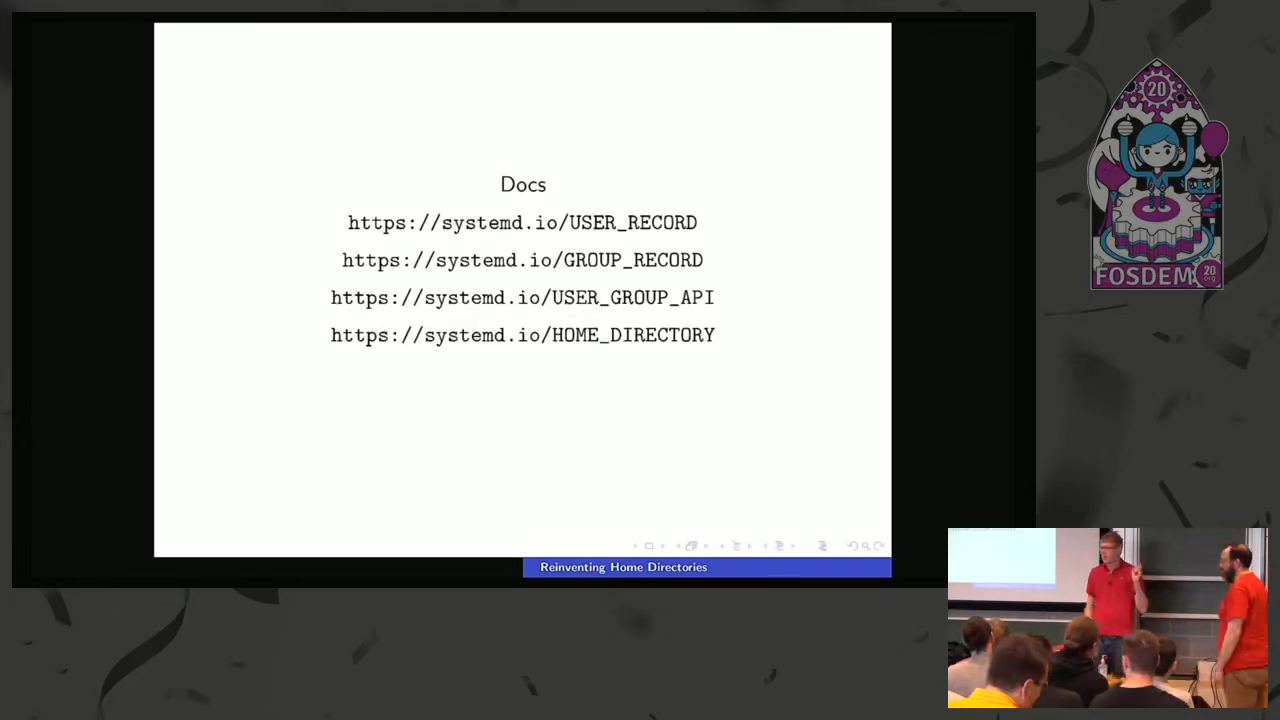 Docs
https://systemd.io/USER_RECORD
https://systemd.io/GROUP_RECORD
https://systemd.io/USER_GROUP_API
https://systemd.io/HOME_DIRECTORY
Reinventing Home Directories
20
FOSDEM
20
.org